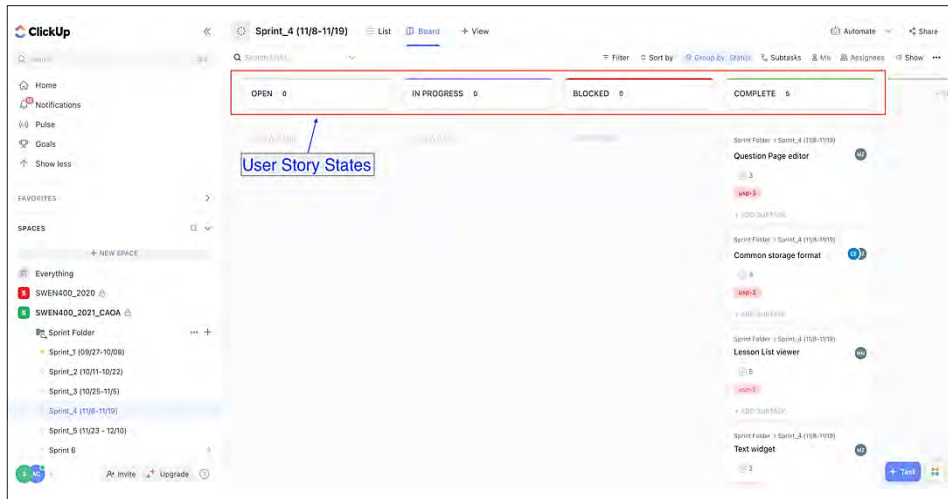 ClickUp
Sprint_4 (11/8-11/19)
List
Board
+ View
Automate
Share
Filter
Sort by
Group by: Status
Subtasks
Me
Assignees
Show
Home
Notifications
Pulse
Goals
Show less
FAVORITES
SPACES
+ NEW SPACE
Everything
SWEN400_2020
SWEN400_2021_CAOA
Sprint Folder
Sprint_1 (09/27-10/08)
Sprint_2 (10/11-10/22)
Sprint_3 (10/25-11/5)
Sprint_4 (11/8-11/19)
Sprint_5 (11/23 - 12/10)
Sprint 6
Invite
Upgrade
OPEN 0
IN PROGRESS 0
BLOCKED 0
COMPLETE 5
User Story States
Sprint Folder > Sprint_4 (11/8-11/19)
Question Page editor
3
usp-3
+ ADD SUBTASK
Sprint Folder > Sprint_4 (11/8-11/19)
Common storage format
+ ADD SUBTASK
Sprint Folder > Sprint_4 (11/8-11/19)
Lesson List viewer
+ ADD SUBTASK
Sprint Folder > Sprint_4 (11/8-11/19)
Text widget
2
+ Task